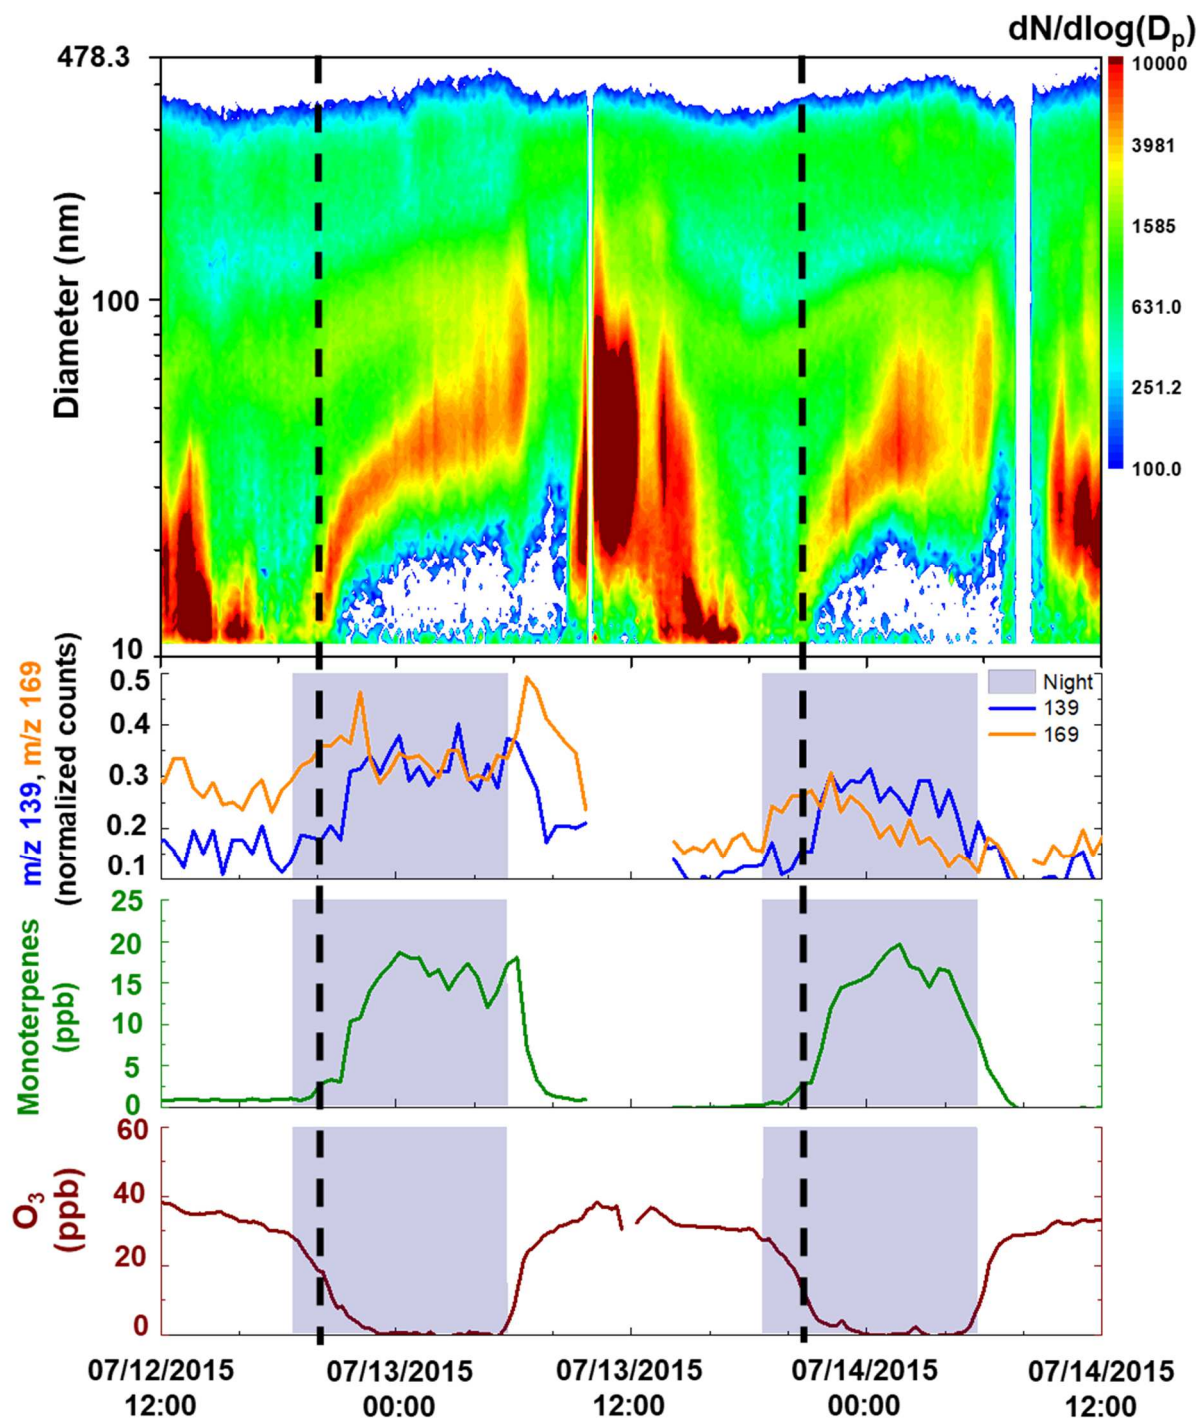 dN/dlog(Dp)
478.3
100
10
Diameter (nm)
10000
3981
1585
631.0
251.2
100.0
m/z 139, m/z 169
(normalized counts)
0.5
0.4
0.3
0.2
0.1
Night
139
169
Monoterpenes
(ppb)
25
20
15
10
5
0
O3
(ppb)
60
40
20
0
07/12/2015 07/13/2015 07/13/2015 07/14/2015 07/14/2015
12:00 00:00 12:00 00:00 12:00